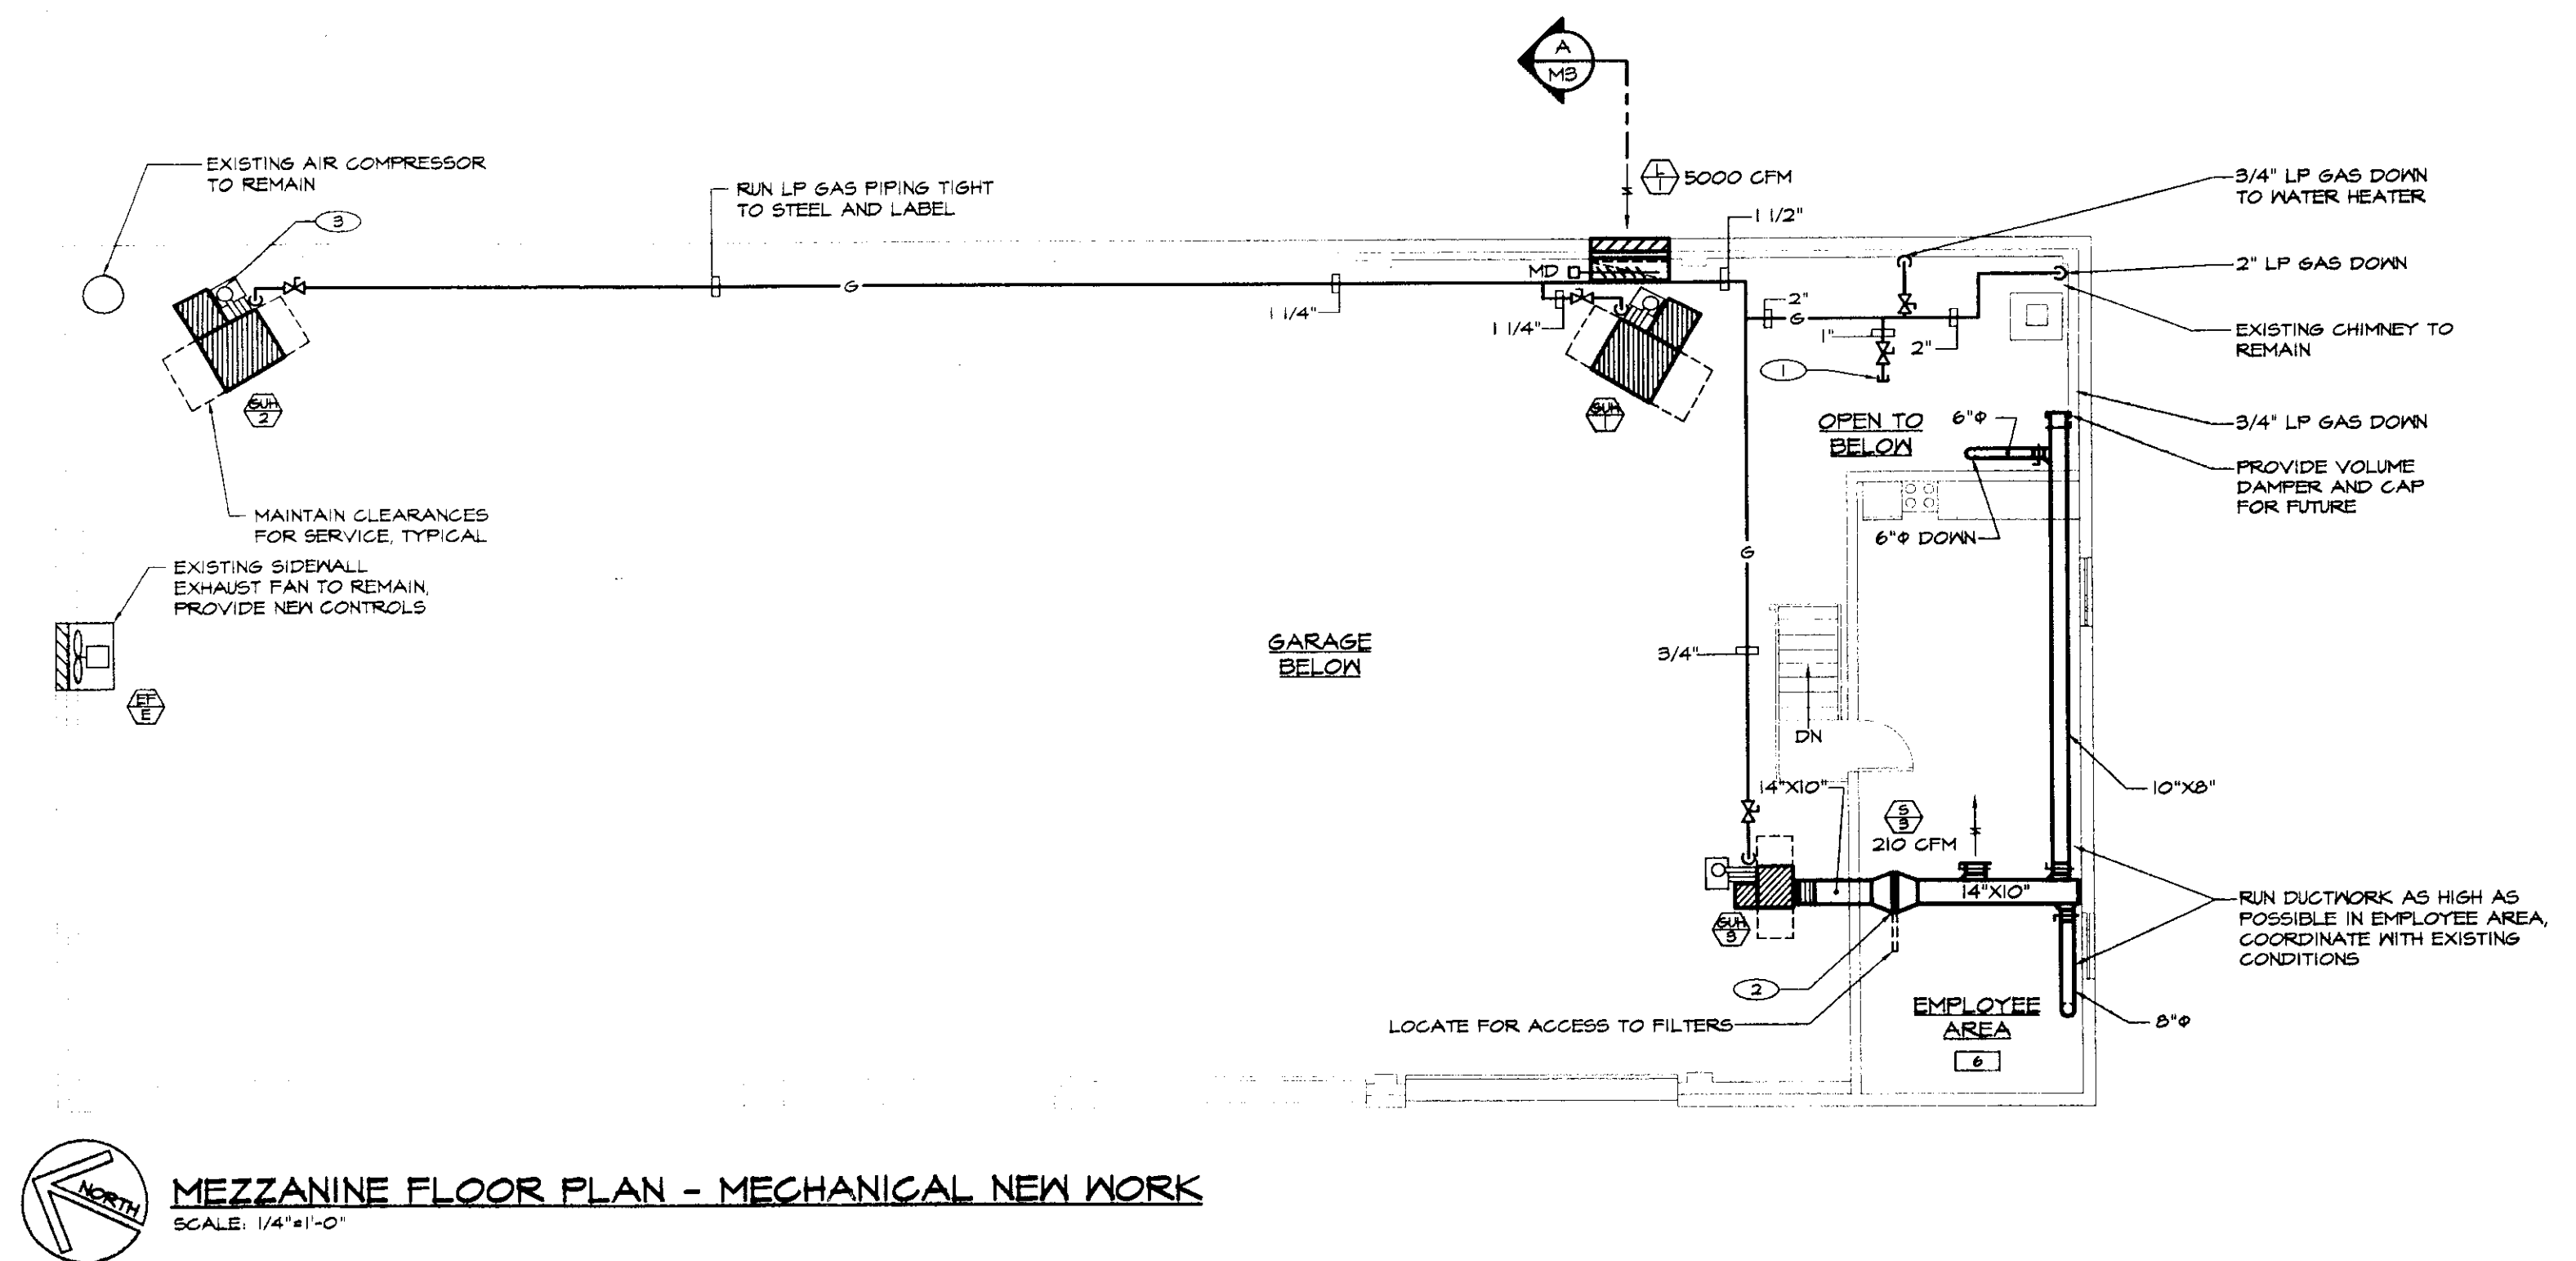 A
M3
L
1
5000 CFM
EXISTING AIR COMPRESSOR
TO REMAIN
3
RUN LP GAS PIPING TIGHT
TO STEEL AND LABEL
1 1/2"
3/4" LP GAS DOWN
TO WATER HEATER
MD
G
1 1/4"
1 1/4"
2"
G
1"
2"
1
2" LP GAS DOWN
EXISTING CHIMNEY TO
REMAIN
GUH
2
GUH
1
OPEN TO
BELOW
6"Φ
6"Φ DOWN
3/4" LP GAS DOWN
PROVIDE VOLUME
DAMPER AND CAP
FOR FUTURE
MAINTAIN CLEARANCES
FOR SERVICE, TYPICAL
EXISTING SIDEWALL
EXHAUST FAN TO REMAIN,
PROVIDE NEW CONTROLS
EF
E
GARAGE
BELOW
G
3/4"
DN
14"X10"
S
3
210 CFM
10"X8"
14"X10"
GUH
3
2
LOCATE FOR ACCESS TO FILTERS
RUN DUCTWORK AS HIGH AS
POSSIBLE IN EMPLOYEE AREA,
COORDINATE WITH EXISTING
CONDITIONS
EMPLOYEE
AREA
6
8"Φ
NORTH
MEZZANINE FLOOR PLAN - MECHANICAL NEW WORK
SCALE: 1/4"=1'-0"